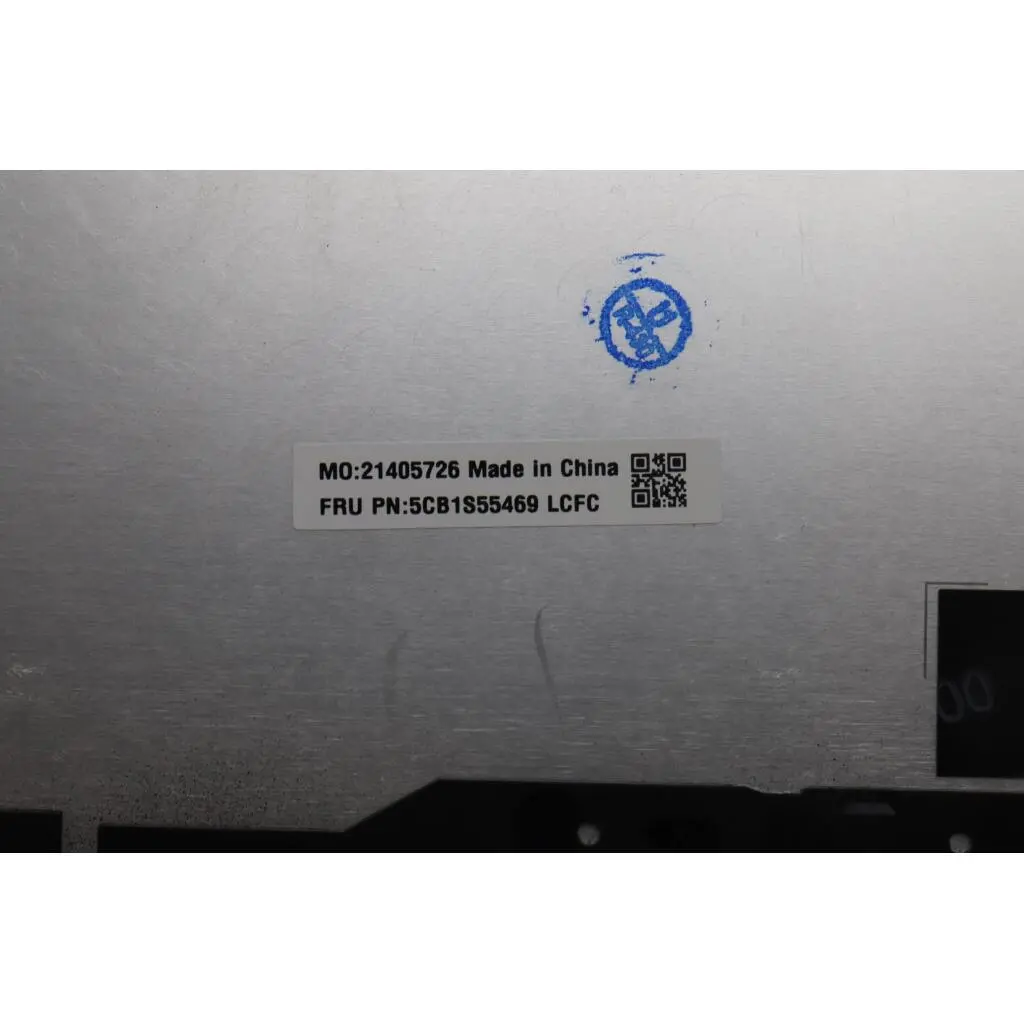 MO:21405726 Made in China
FRU PN:5CB1S55469 LCFC